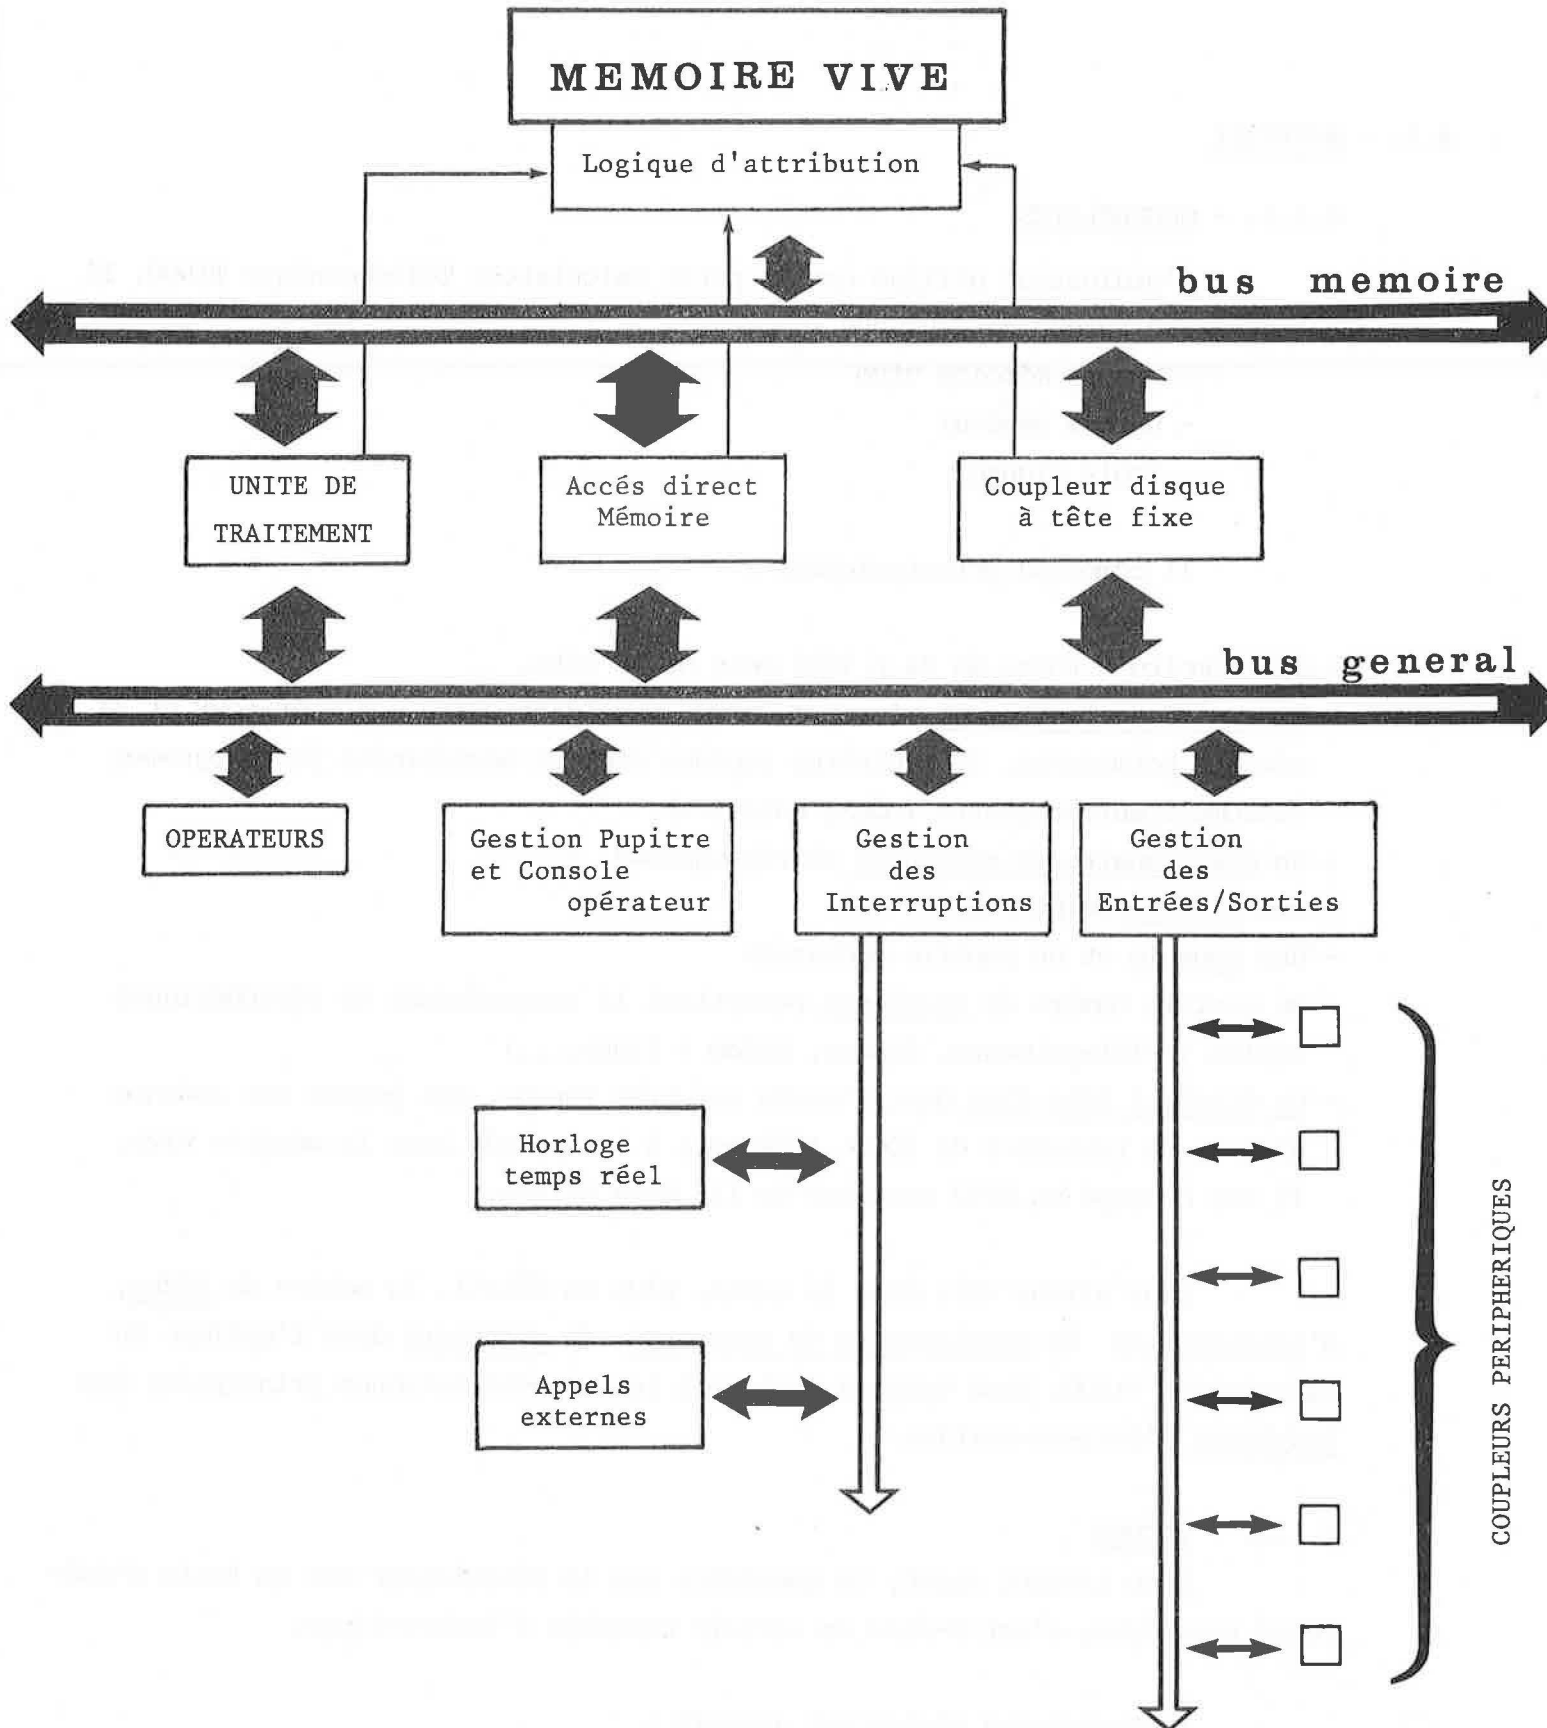 MEMOIRE VIVE
Logique d'attribution
bus memoire
UNITE DE
TRAITEMENT
Accés direct
Mémoire
Coupleur disque
à tête fixe
bus general
OPERATEURS
Gestion Pupitre
et Console
opérateur
Gestion
des
Interruptions
Gestion
des
Entrées/Sorties
Horloge
temps réel
Appels
externes
COUPLEURS PERIPHERIQUES